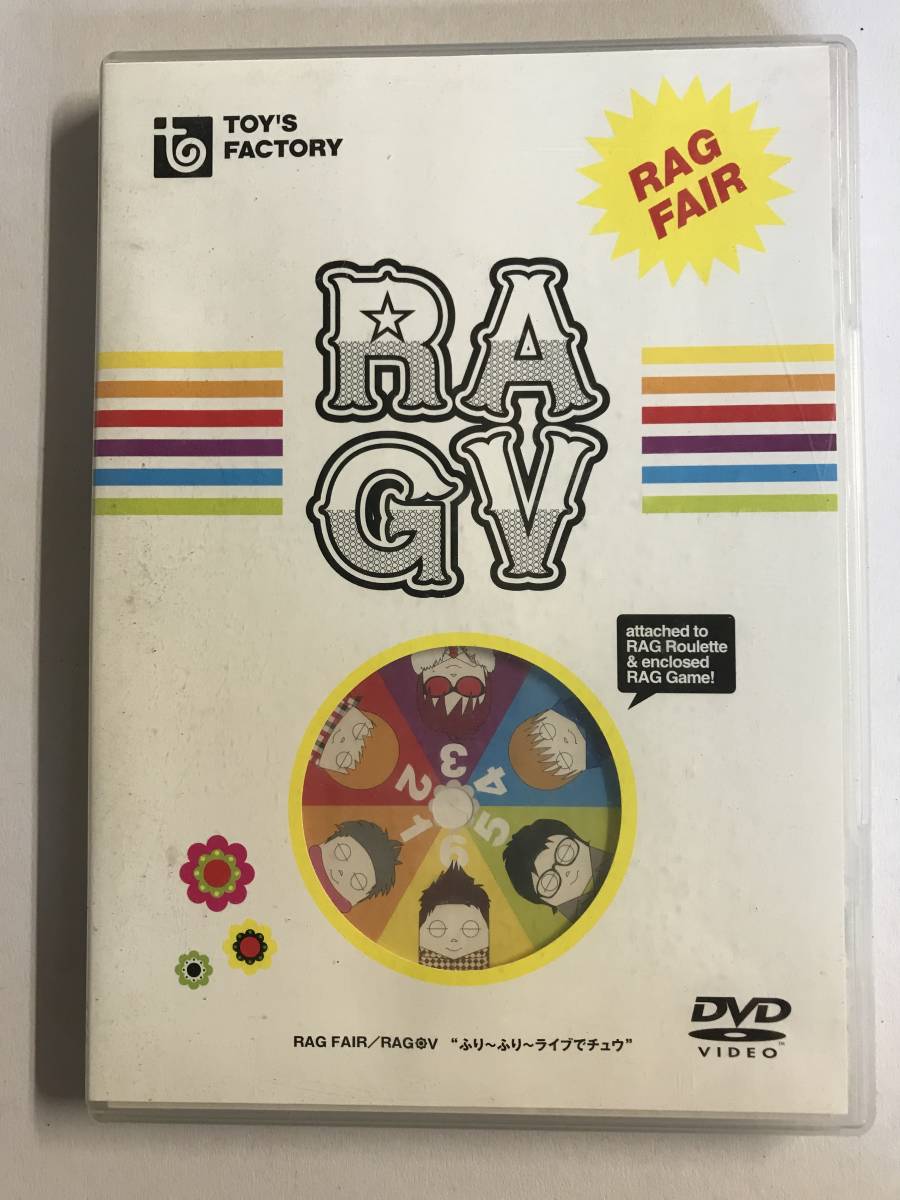 TOY'S
FACTORY
RAG
FAIR
RA
GV
attached to
RAG Roulette
& enclosed
RAG Game!
3
2
4
1
5
6
RAG FAIR／RAG✿V “ふり〜ふり〜ライブでチュウ”
DVD
VIDEO™